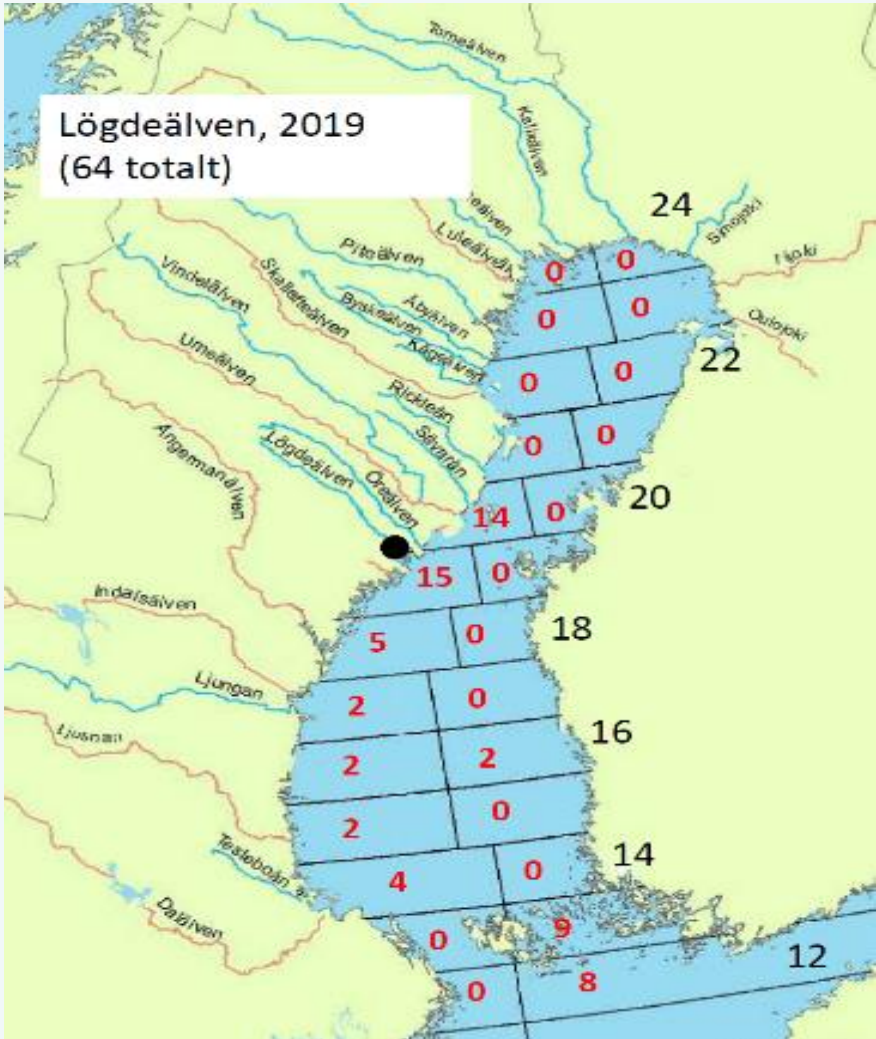 Torneälven
Kalixälven
Lögdeälven, 2019
(64 totalt)
24
Simojoki
eälven
Luleälven
Piteälven
Iijoki
Vindelälven
Skellefteälven
Åbyälven
Byskeälven
Oulojoki
Kågeälven
Umeälven
22
Rickleån
Sävarån
Lögdeälven
Öreälven
Ångermanälven
20
0 0
0 0
0 0
0 0
14 0
15 0
Indalsälven
5 0
18
Ljungan
2 0
Ljusnan
16
2 2
2 0
Testeboån
14
4 0
Dalälven
0 9
12
0 8